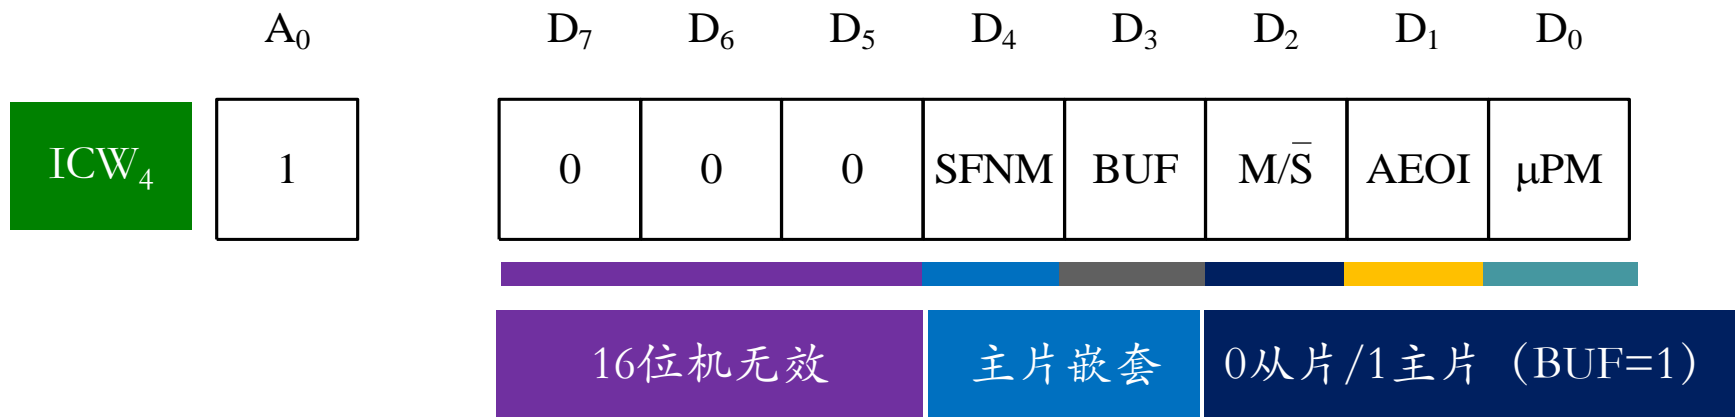 A₀ D₇ D₆ D₅ D₄ D₃ D₂ D₁ D₀
ICW₄ 1 0 0 0 SFNM BUF M/S̅ AEOI μPM
16位机无效 主片嵌套 0从片/1主片（BUF=1）